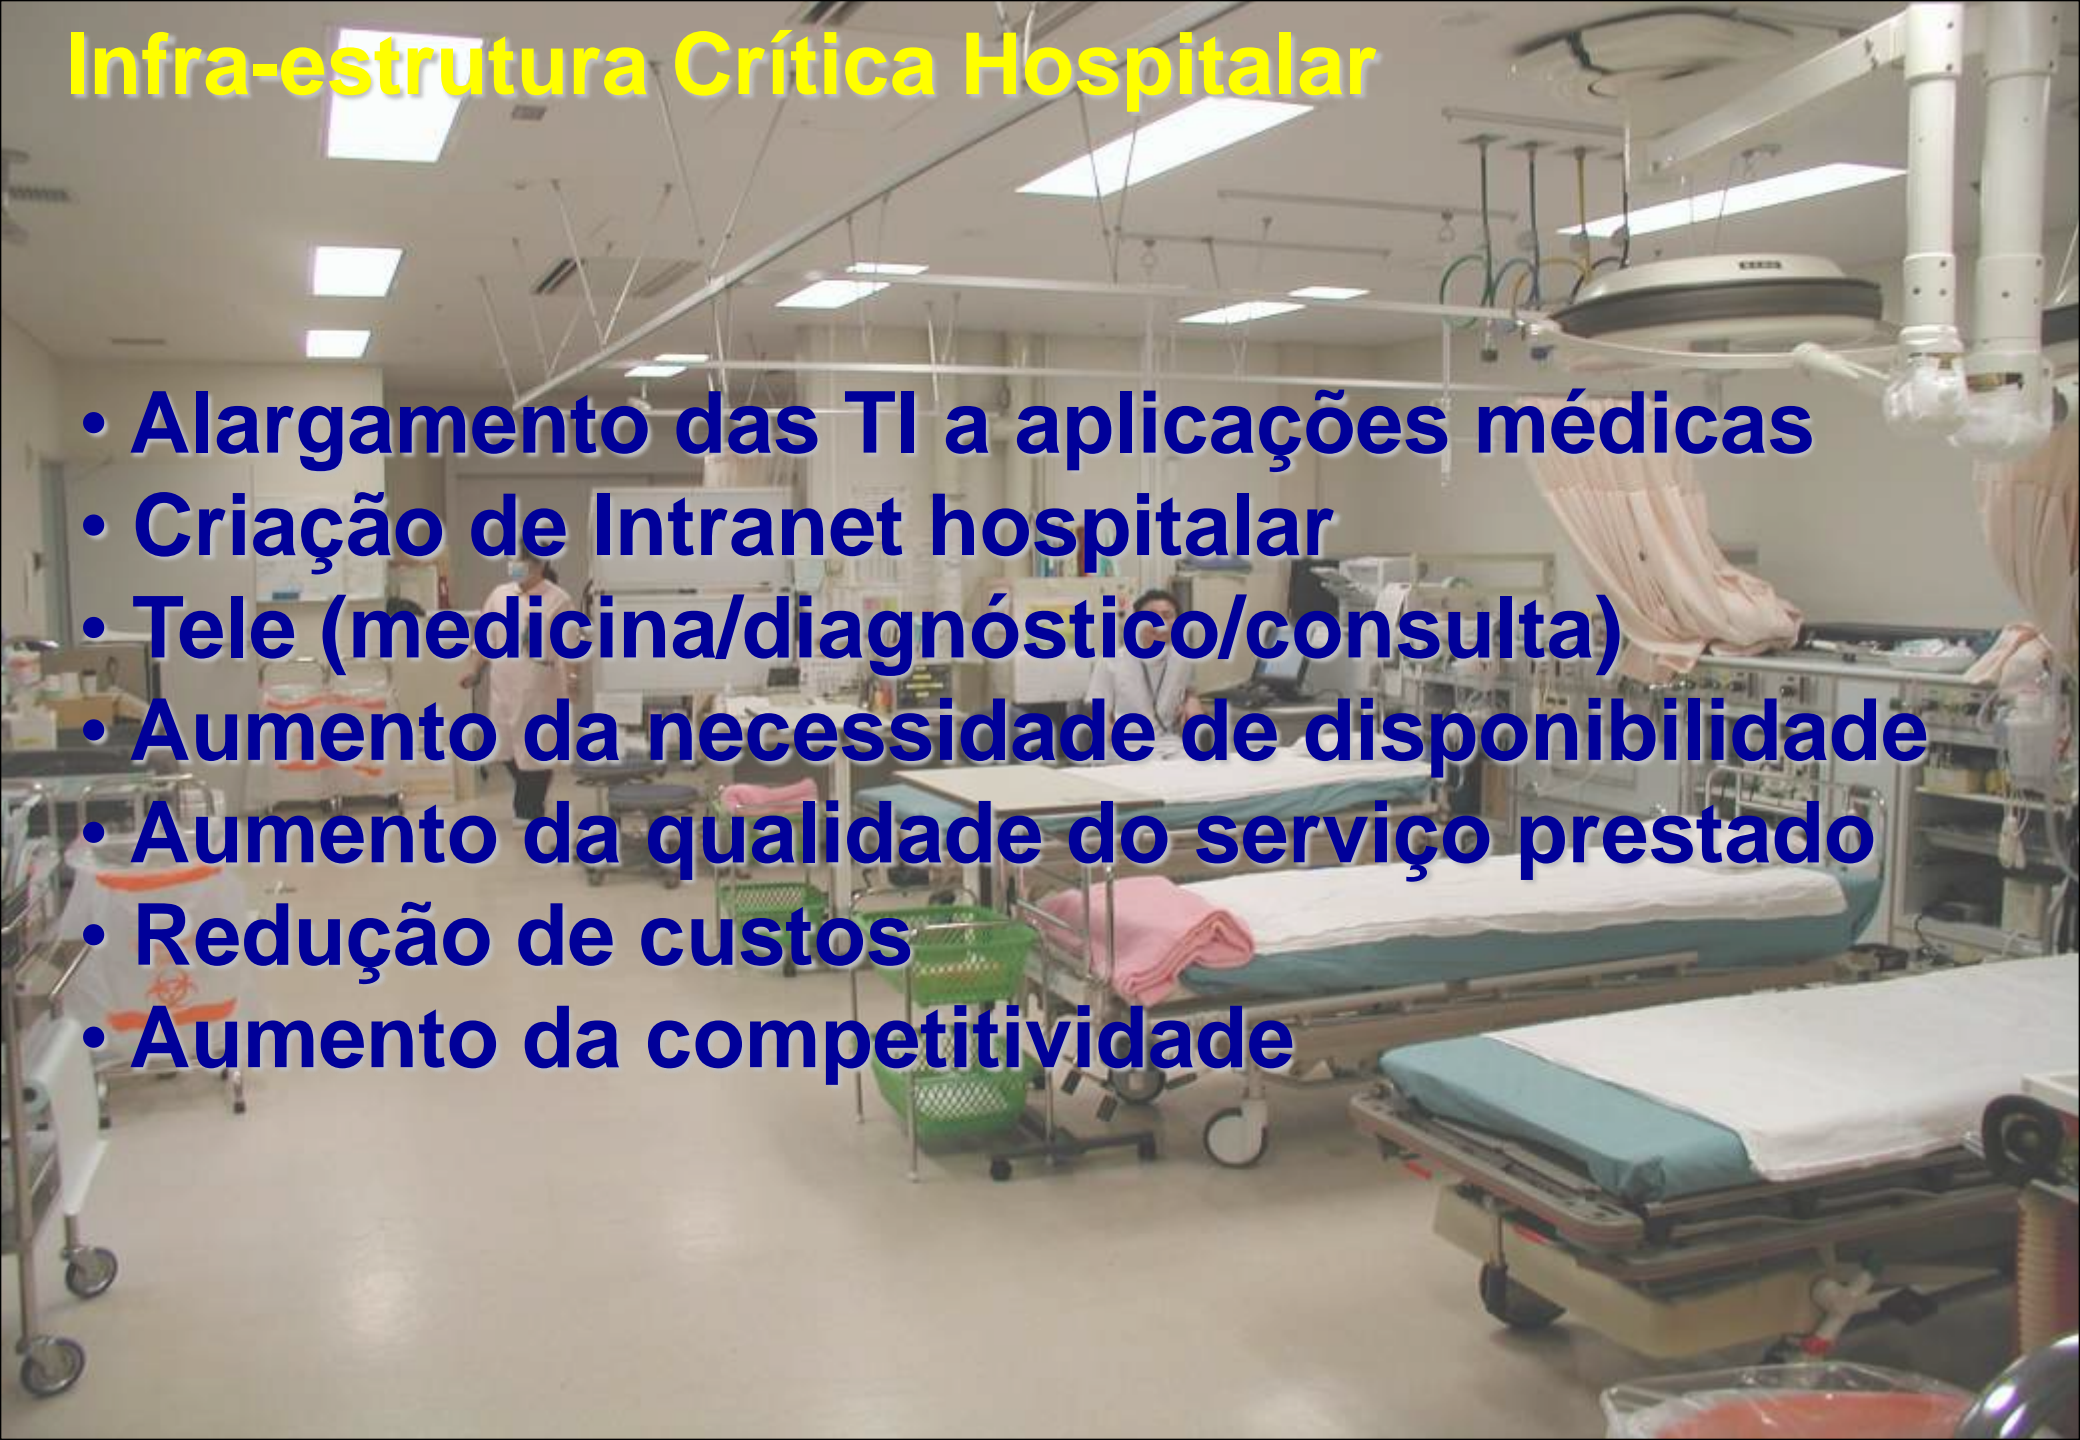 Infra-estrutura Crítica Hospitalar
• Alargamento das TI a aplicações médicas
• Criação de Intranet hospitalar
• Tele (medicina/diagnóstico/consulta)
• Aumento da necessidade de disponibilidade
• Aumento da qualidade do serviço prestado
• Redução de custos
• Aumento da competitividade